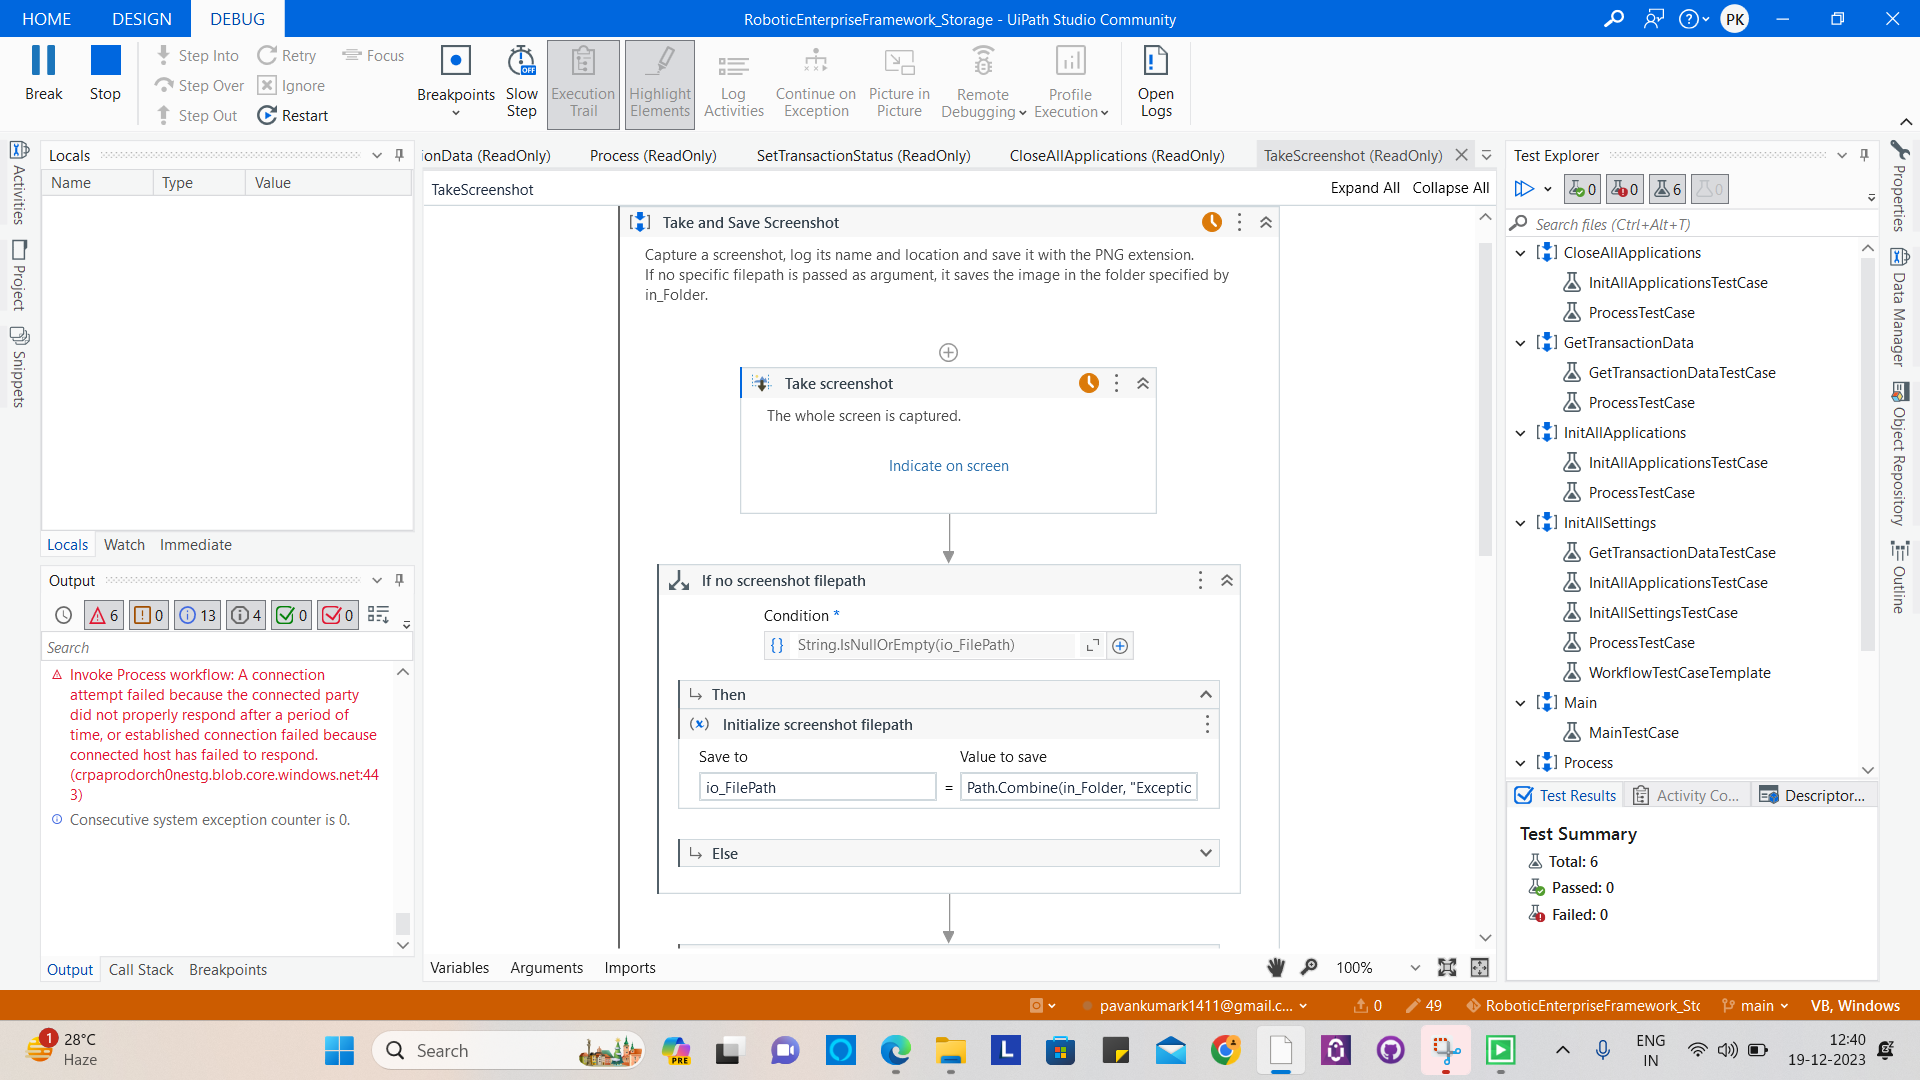 HOME
DESIGN
DEBUG
RoboticEnterpriseFramework_Storage - UiPath Studio Community
PK
Break
Stop
Step Into
Step Over
Step Out
Retry
Ignore
Restart
Focus
Breakpoints
Slow
Step
OFF
Execution
Trail
Highlight
Elements
Log
Activities
Continue on
Exception
Picture in
Picture
Remote
Debugging
Profile
Execution
Open
Logs
Activities
Project
Snippets
Locals
Name
Type
Value
Locals
Watch
Immediate
Output
6
0
13
4
0
0
Search
Invoke Process workflow: A connection
attempt failed because the connected party
did not properly respond after a period of
time, or established connection failed because
connected host has failed to respond.
(crpaprodorch0nestg.blob.core.windows.net:44
3)
Consecutive system exception counter is 0.
Output
Call Stack
Breakpoints
ionData (ReadOnly)
Process (ReadOnly)
SetTransactionStatus (ReadOnly)
CloseAllApplications (ReadOnly)
TakeScreenshot (ReadOnly)
TakeScreenshot
Expand All
Collapse All
Take and Save Screenshot
Capture a screenshot, log its name and location and save it with the PNG extension.
If no specific filepath is passed as argument, it saves the image in the folder specified by
in_Folder.
Take screenshot
The whole screen is captured.
Indicate on screen
If no screenshot filepath
Condition *
String.IsNullOrEmpty(io_FilePath)
Then
Initialize screenshot filepath
Save to
Value to save
io_FilePath
=
Path.Combine(in_Folder, "Exceptic
Else
Variables
Arguments
Imports
100%
Test Explorer
0
0
6
0
Search files (Ctrl+Alt+T)
CloseAllApplications
InitAllApplicationsTestCase
ProcessTestCase
GetTransactionData
GetTransactionDataTestCase
ProcessTestCase
InitAllApplications
InitAllApplicationsTestCase
ProcessTestCase
InitAllSettings
GetTransactionDataTestCase
InitAllApplicationsTestCase
InitAllSettingsTestCase
ProcessTestCase
WorkflowTestCaseTemplate
Main
MainTestCase
Process
Test Results
Activity Co...
Descriptor...
Test Summary
Total: 6
Passed: 0
Failed: 0
Properties
Data Manager
Object Repository
Outline
pavankumark1411@gmail.c...
0
49
RoboticEnterpriseFramework_Sto
main
VB, Windows
1
28°C
Haze
Search
PRE
L
ENG
IN
12:40
19-12-2023